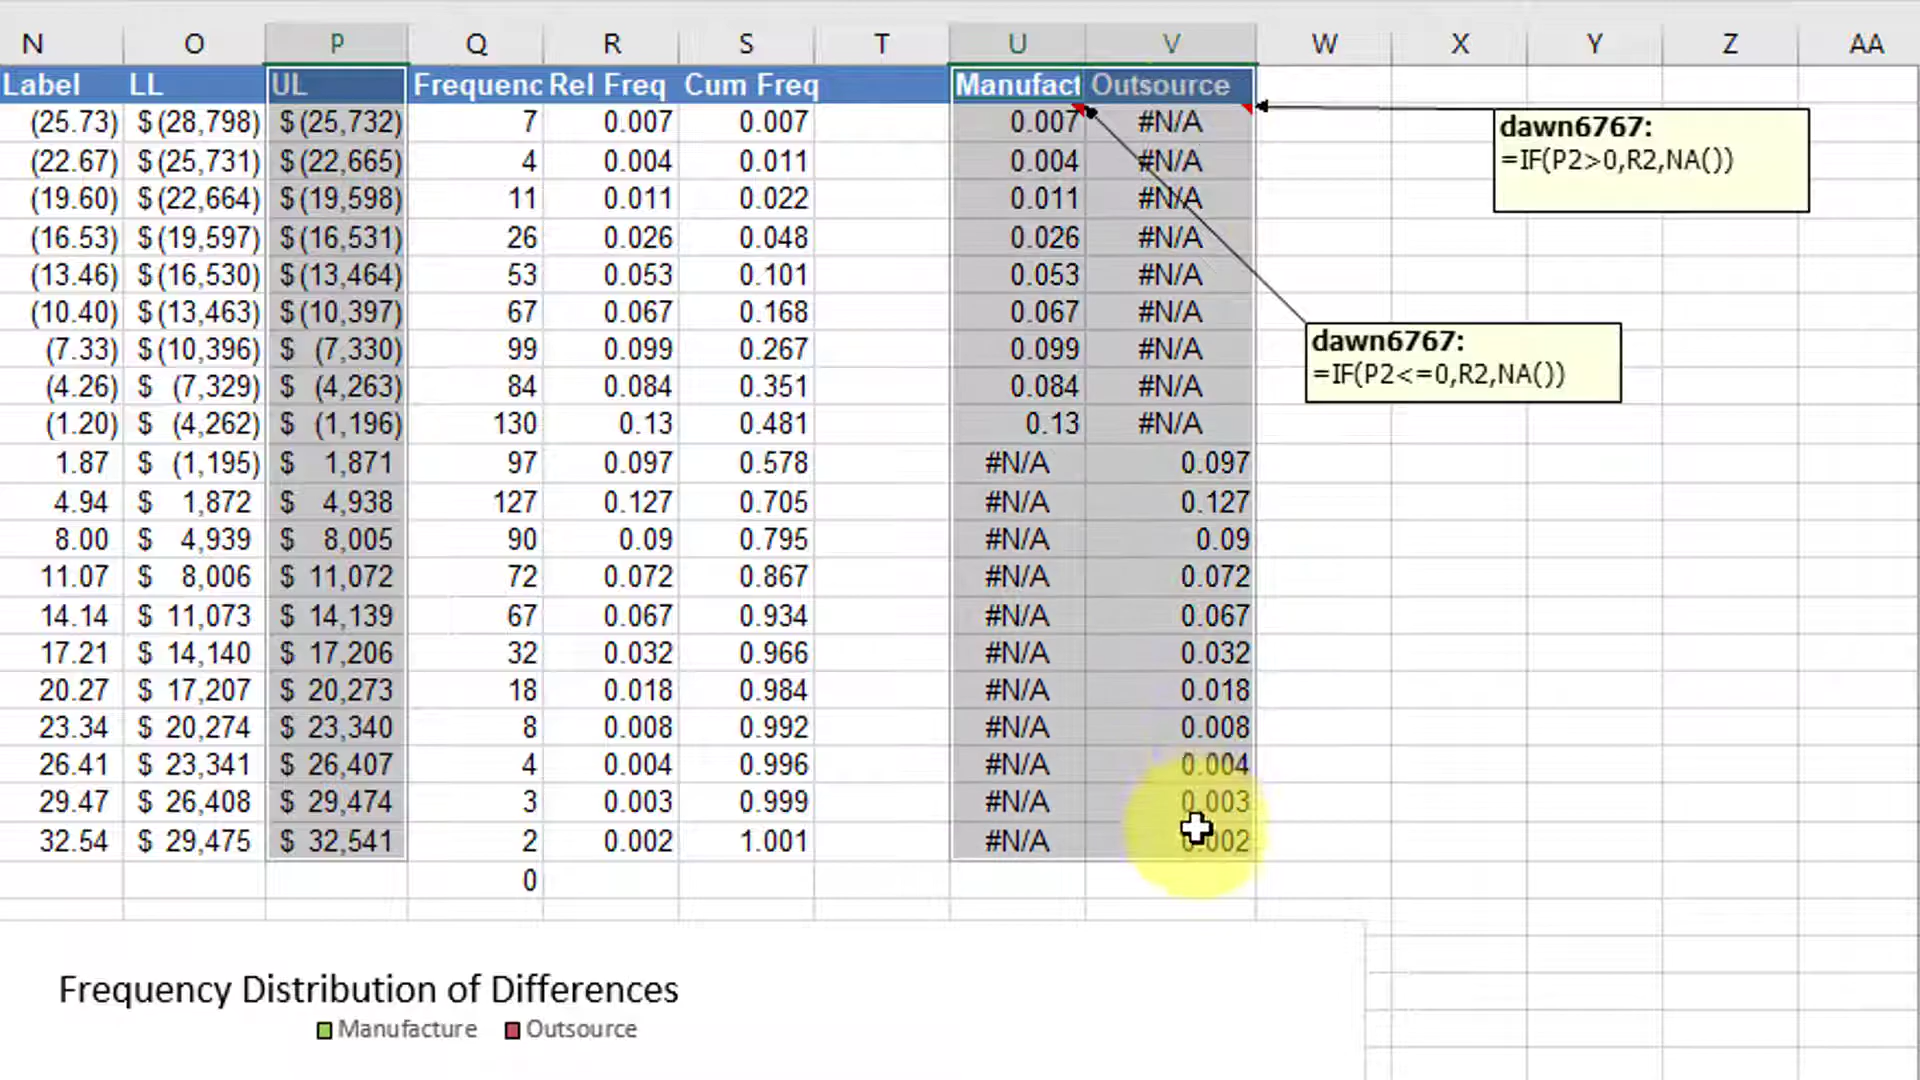 N O P Q R S T U V W X Y Z AA
Label LL UL Frequenc Rel Freq Cum Freq Manufact Outsource
(25.73) $(28,798) $(25,732) 7 0.007 0.007 0.007 #N/A
(22.67) $(25,731) $(22,665) 4 0.004 0.011 0.004 #N/A
(19.60) $(22,664) $(19,598) 11 0.011 0.022 0.011 #N/A
(16.53) $(19,597) $(16,531) 26 0.026 0.048 0.026 #N/A
(13.46) $(16,530) $(13,464) 53 0.053 0.101 0.053 #N/A
(10.40) $(13,463) $(10,397) 67 0.067 0.168 0.067 #N/A
(7.33) $(10,396) $ (7,330) 99 0.099 0.267 0.099 #N/A
(4.26) $ (7,329) $ (4,263) 84 0.084 0.351 0.084 #N/A
(1.20) $ (4,262) $ (1,196) 130 0.13 0.481 0.13 #N/A
1.87 $ (1,195) $ 1,871 97 0.097 0.578 #N/A 0.097
4.94 $ 1,872 $ 4,938 127 0.127 0.705 #N/A 0.127
8.00 $ 4,939 $ 8,005 90 0.09 0.795 #N/A 0.09
11.07 $ 8,006 $ 11,072 72 0.072 0.867 #N/A 0.072
14.14 $ 11,073 $ 14,139 67 0.067 0.934 #N/A 0.067
17.21 $ 14,140 $ 17,206 32 0.032 0.966 #N/A 0.032
20.27 $ 17,207 $ 20,273 18 0.018 0.984 #N/A 0.018
23.34 $ 20,274 $ 23,340 8 0.008 0.992 #N/A 0.008
26.41 $ 23,341 $ 26,407 4 0.004 0.996 #N/A 0.004
29.47 $ 26,408 $ 29,474 3 0.003 0.999 #N/A 0.003
32.54 $ 29,475 $ 32,541 2 0.002 1.001 #N/A 0.002
0
dawn6767:
=IF(P2>0,R2,NA())
dawn6767:
=IF(P2<=0,R2,NA())
Frequency Distribution of Differences
Manufacture Outsource